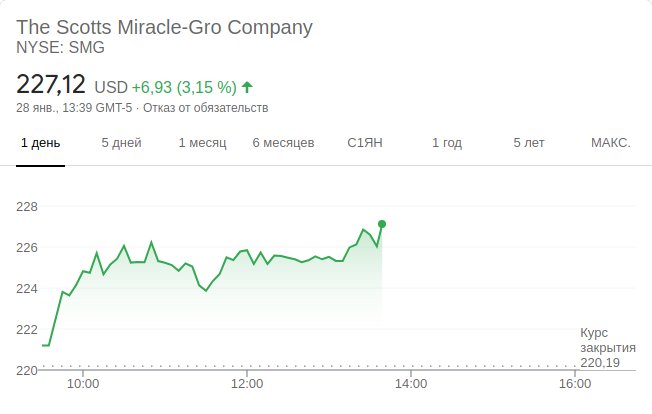 The Scotts Miracle-Gro Company
NYSE: SMG
227,12 USD +6,93 (3,15 %)
28 янв., 13:39 GMT-5 · Отказ от обязательств
1 день 5 дней 1 месяц 6 месяцев С1ЯН 1 год 5 лет МАКС.
228
226
224
222
Курс
закрытия
220,19
220
10:00 12:00 14:00 16:00